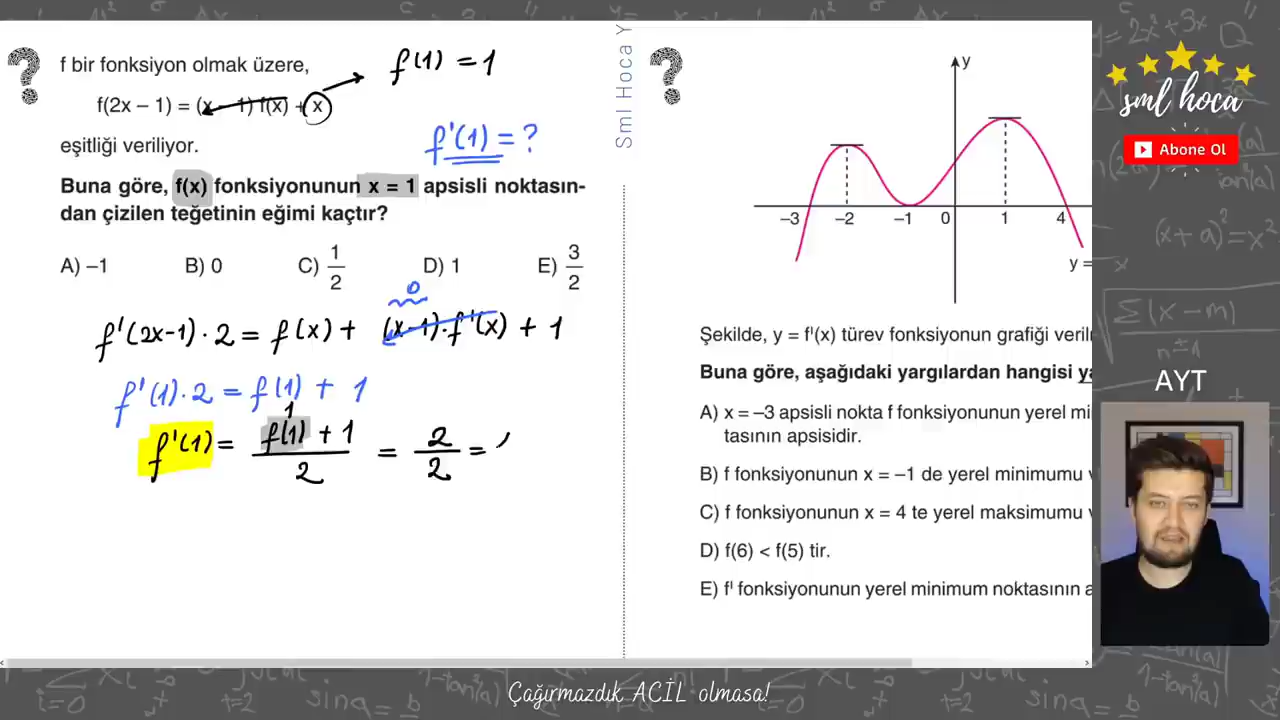 f bir fonksiyon olmak üzere,
f(2x – 1) = (x – 1) f(x) + x
f(1) = 1
eşitliği veriliyor.
f'(1) = ?
Buna göre, f(x) fonksiyonunun x = 1 apsisli noktasın-
dan çizilen teğetinin eğimi kaçtır?
A) –1 B) 0 C) 1/2 D) 1 E) 3/2
0
f'(2x-1) · 2 = f(x) + (x-1) · f'(x) + 1
f'(1) · 2 = f(1) + 1
1
f'(1) = f(1) + 1 / 2 = 2/2 =
Sml Hoca Y
y
–3 –2 –1 0 1 4
x
y =
Şekilde, y = f'(x) türev fonksiyonun grafiği
Buna göre, aşağıdaki yargılardan hangisi
A) x = –3 apsisli nokta f fonksiyonunun yerel
tasının apsisidir.
B) f fonksiyonunun x = –1 de yerel minimumu
C) f fonksiyonunun x = 4 te yerel maksimumu
D) f(6) < f(5) tir.
E) f' fonksiyonunun yerel minimum noktasının
sml hoca
Abone Ol
AYT
Çağırmazdık ACİL olmasa!